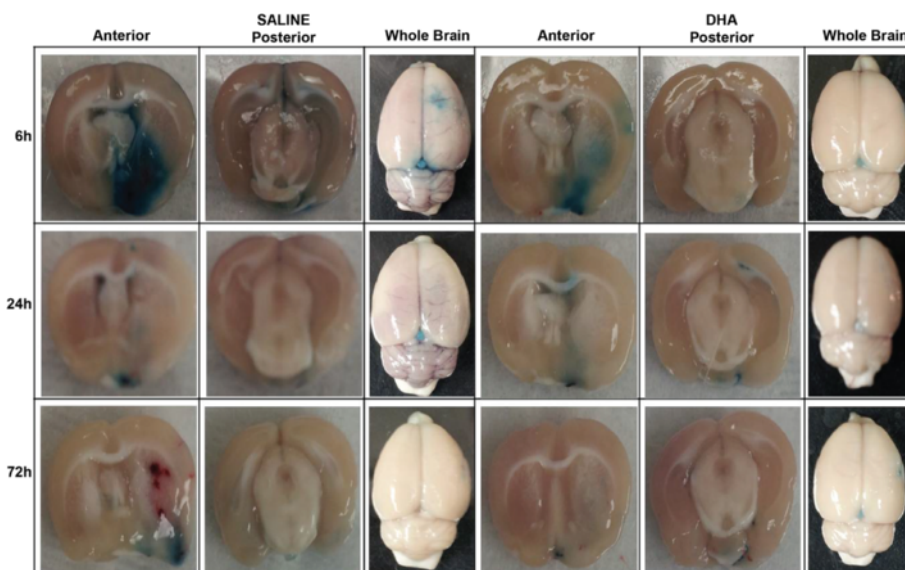 SALINE
Anterior Posterior Whole Brain
DHA
Anterior Posterior Whole Brain
6h
24h
72h